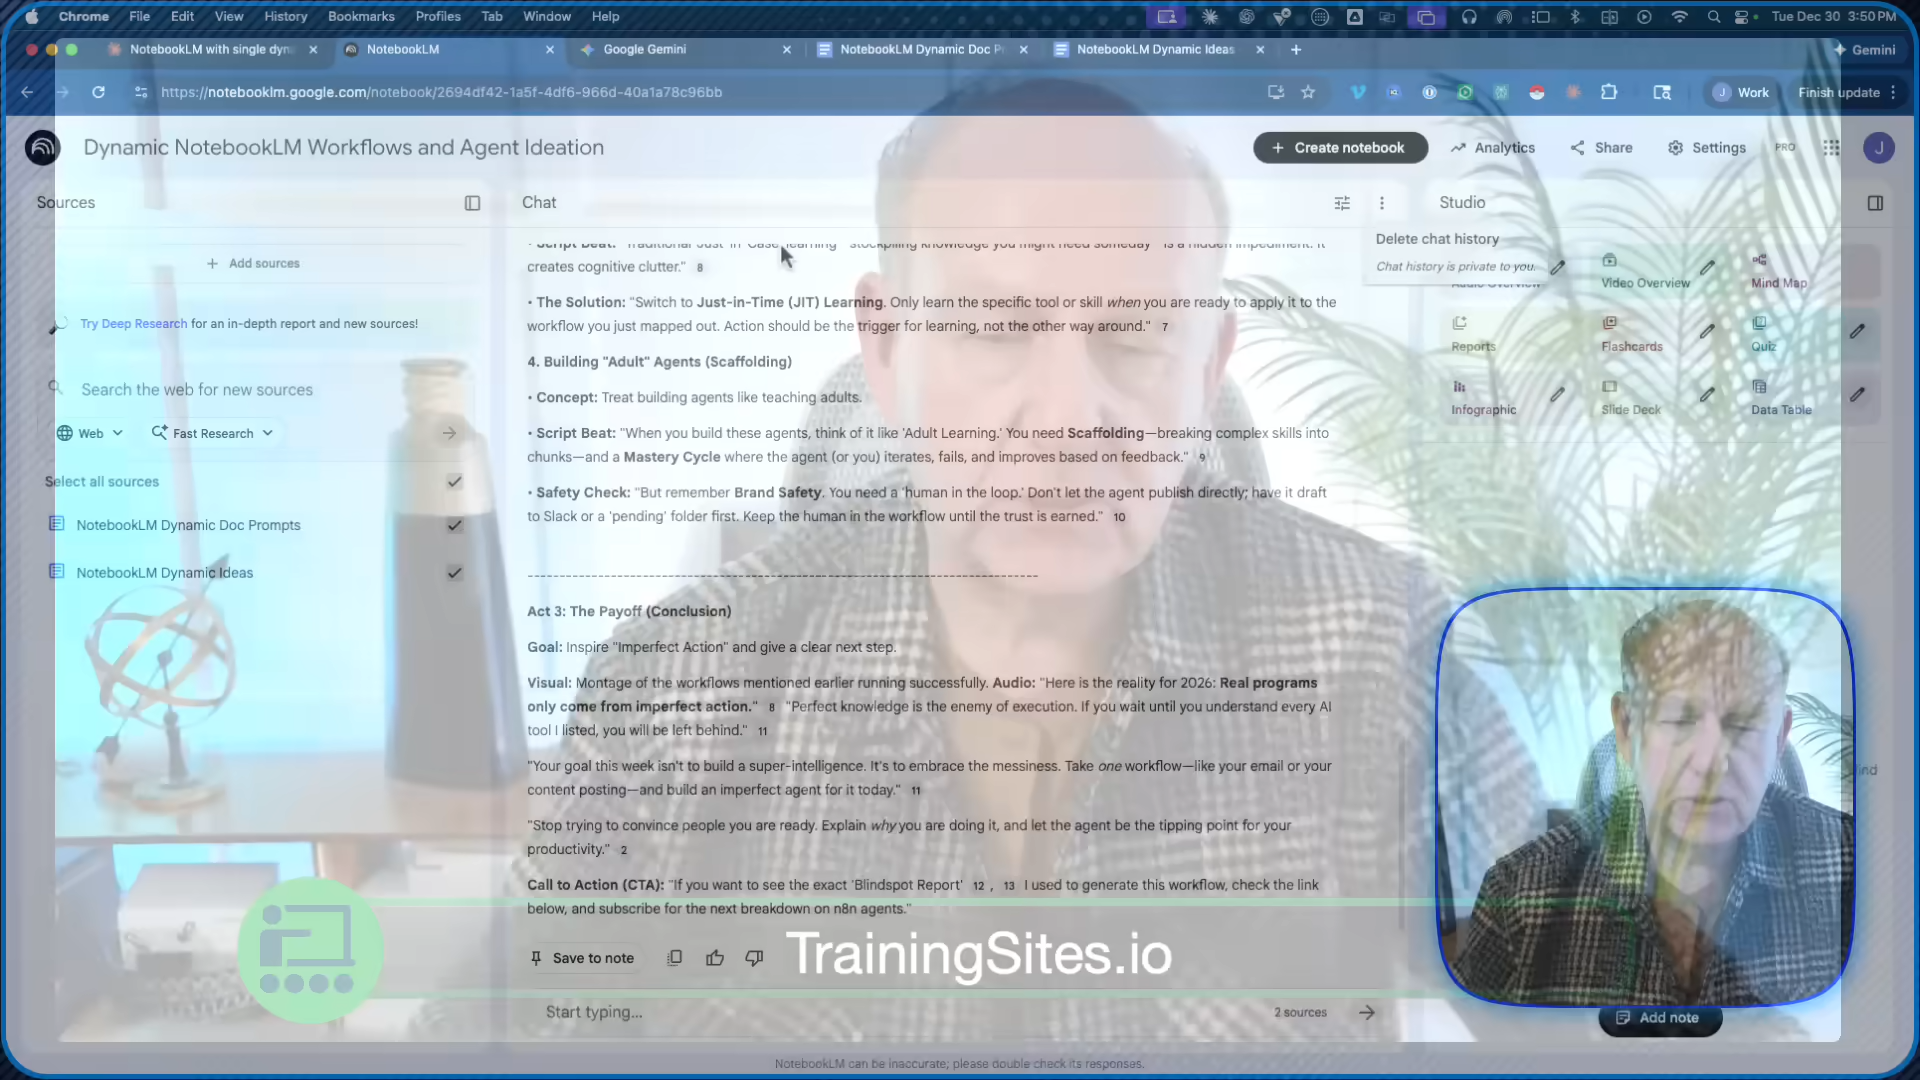 Chrome File Edit View History Bookmarks Profiles Tab Window Help
Tue Dec 30 3:50 PM
NotebookLM with single dyn
NotebookLM
Google Gemini
NotebookLM Dynamic Doc P
NotebookLM Dynamic Ideas
Gemini
https://notebooklm.google.com/notebook/2694df42-1a5f-4df6-966d-40a1a78c96bb
J Work
Finish update
Dynamic NotebookLM Workflows and Agent Ideation
+ Create notebook
Analytics
Share
Settings
PRO
J
Sources
Chat
Studio
Delete chat history
Chat history is private to you.
+ Add sources
Try Deep Research for an in-depth report and new sources!
Search the web for new sources
Web
Fast Research
Select all sources
NotebookLM Dynamic Doc Prompts
NotebookLM Dynamic Ideas
• Script Beat: "Traditional 'Just-in-Case' learning—stockpiling knowledge you might need someday—is a hidden impediment. It
creates cognitive clutter." 8
• The Solution: "Switch to Just-in-Time (JIT) Learning. Only learn the specific tool or skill when you are ready to apply it to the
workflow you just mapped out. Action should be the trigger for learning, not the other way around." 7
4. Building "Adult" Agents (Scaffolding)
• Concept: Treat building agents like teaching adults.
• Script Beat: "When you build these agents, think of it like 'Adult Learning.' You need Scaffolding—breaking complex skills into
chunks—and a Mastery Cycle where the agent (or you) iterates, fails, and improves based on feedback." 9
• Safety Check: "But remember Brand Safety. You need a 'human in the loop.' Don't let the agent publish directly; have it draft
to Slack or a 'pending' folder first. Keep the human in the workflow until the trust is earned." 10
Act 3: The Payoff (Conclusion)
Goal: Inspire "Imperfect Action" and give a clear next step.
Visual: Montage of the workflows mentioned earlier running successfully. Audio: "Here is the reality for 2026: Real programs
only come from imperfect action." 8 "Perfect knowledge is the enemy of execution. If you wait until you understand every AI
tool I listed, you will be left behind." 11
"Your goal this week isn't to build a super-intelligence. It's to embrace the messiness. Take one workflow—like your email or your
content posting—and build an imperfect agent for it today." 11
"Stop trying to convince people you are ready. Explain why you are doing it, and let the agent be the tipping point for your
productivity." 2
Call to Action (CTA): "If you want to see the exact 'Blindspot Report' 12 , 13 I used to generate this workflow, check the link
below, and subscribe for the next breakdown on n8n agents."
Save to note
Start typing...
2 sources
Audio Overview
Video Overview
Mind Map
Reports
Flashcards
Quiz
Infographic
Slide Deck
Data Table
Add note
TrainingSites.io
NotebookLM can be inaccurate; please double check its responses.